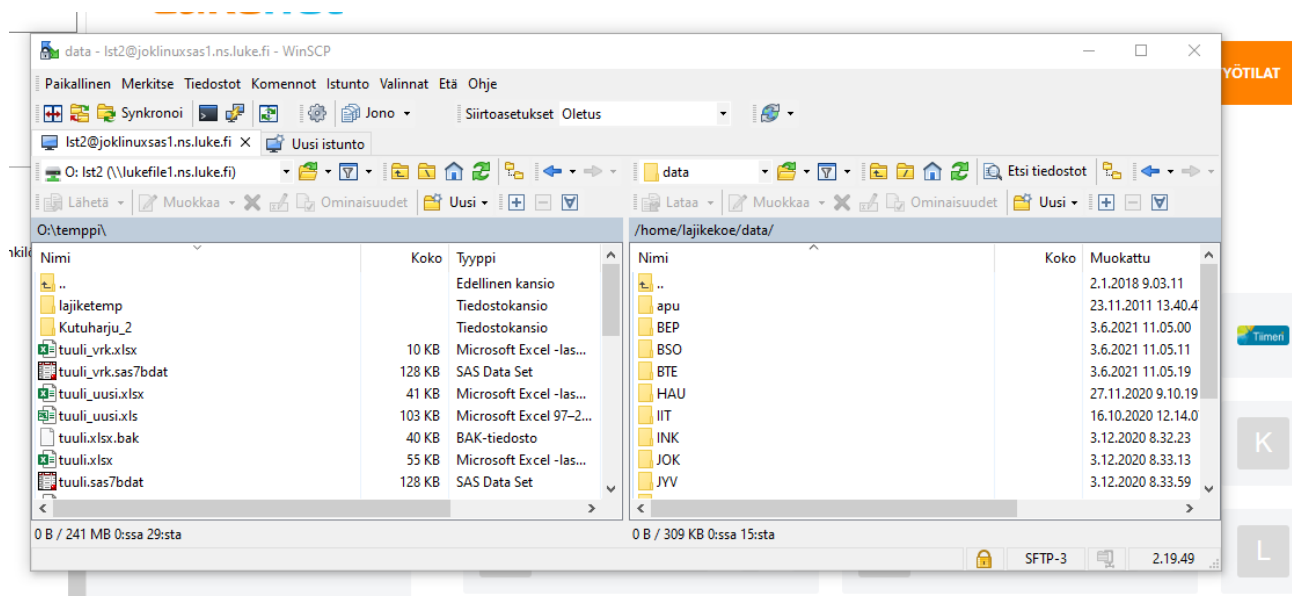 data - lst2@joklinuxsas1.ns.luke.fi - WinSCP
YÖTILAT
Paikallinen Merkitse Tiedostot Komennot Istunto Valinnat Etä Ohje
Synkronoi Jono Siirtoasetukset Oletus
lst2@joklinuxsas1.ns.luke.fi X Uusi istunto
O: lst2 (\\lukefile1.ns.luke.fi) data Etsi tiedostot
Lähetä Muokkaa Ominaisuudet Uusi Lataa Muokkaa Ominaisuudet Uusi
O:\temppi\ /home/lajikekoe/data/
Nimi Koko Tyyppi Nimi Koko Muokattu
.. Edellinen kansio .. 2.1.2018 9.03.11
lajiketemp Tiedostokansio apu 23.11.2011 13.40.4
Kutuharju_2 Tiedostokansio BEP 3.6.2021 11.05.00
tuuli_vrk.xlsx 10 KB Microsoft Excel -las... BSO 3.6.2021 11.05.11
Tiimeri
tuuli_vrk.sas7bdat 128 KB SAS Data Set BTE 3.6.2021 11.05.19
tuuli_uusi.xlsx 41 KB Microsoft Excel -las... HAU 27.11.2020 9.10.19
tuuli_uusi.xls 103 KB Microsoft Excel 97–2... IIT 16.10.2020 12.14.0
tuuli.xlsx.bak 40 KB BAK-tiedosto INK 3.12.2020 8.32.23
K
tuuli.xlsx 55 KB Microsoft Excel -las... JOK 3.12.2020 8.33.13
tuuli.sas7bdat 128 KB SAS Data Set JYV 3.12.2020 8.33.59
0 B / 241 MB 0:ssa 29:sta 0 B / 309 KB 0:ssa 15:sta
L
SFTP-3 2.19.49